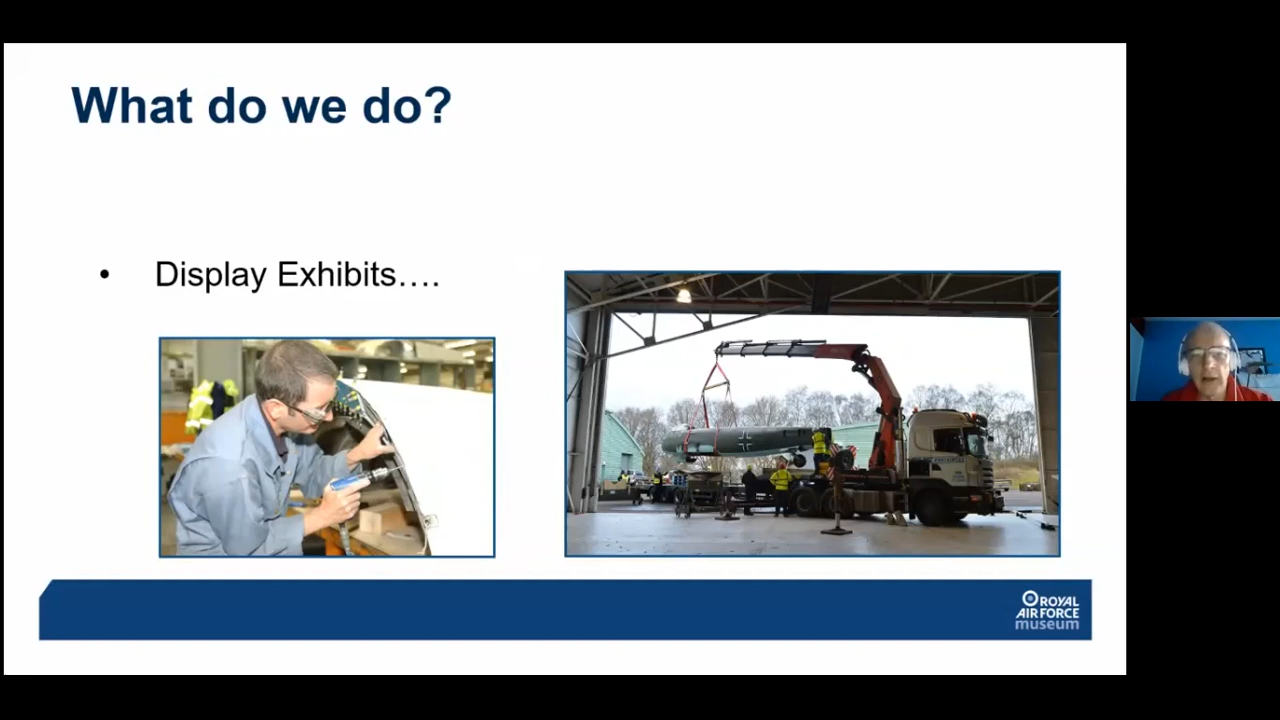 What do we do?
• Display Exhibits….
ROYAL
AIR FORCE
museum